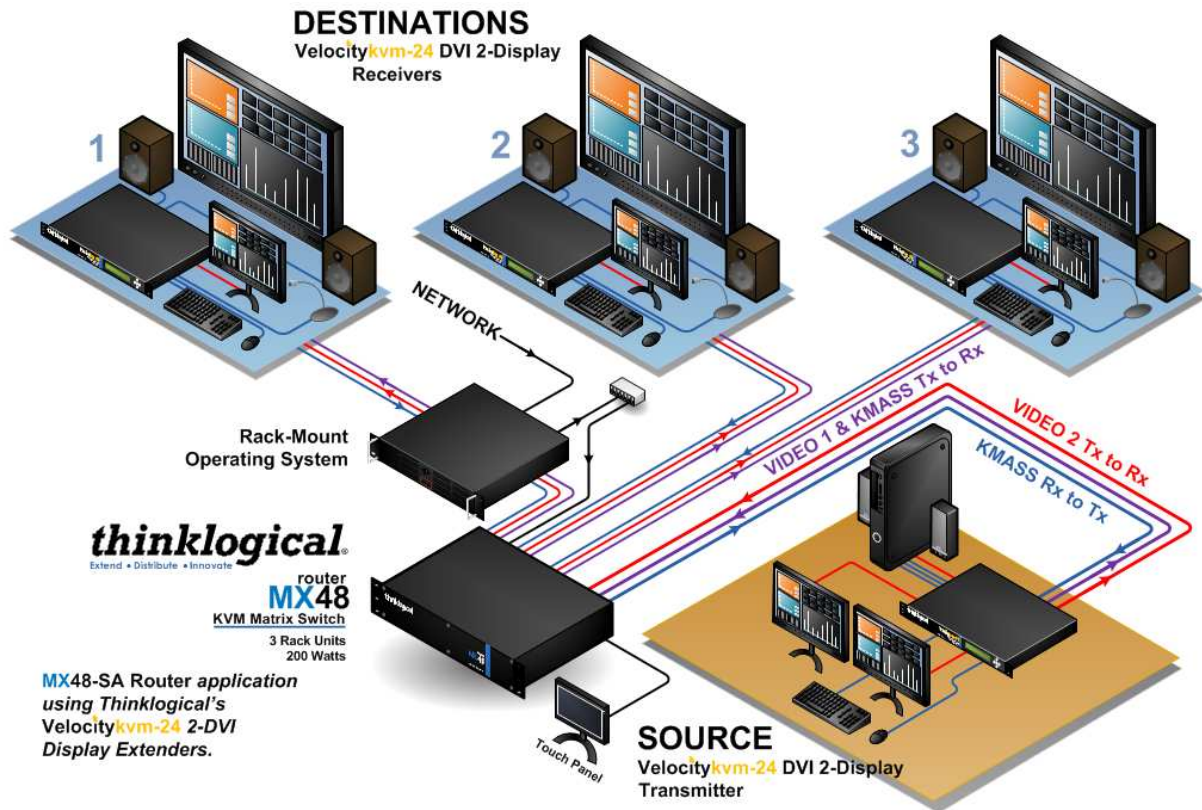 DESTINATIONS
Velocitykvm-24 DVI 2-Display
Receivers
1
2
3
NETWORK
Rack-Mount
Operating System
VIDEO 1 & KMASS Tx to Rx
VIDEO 2 Tx to Rx
KMASS Rx to Tx
thinklogical®
Extend • Distribute • Innovate
router
MX48
KVM Matrix Switch
3 Rack Units
200 Watts
thinklogical
MX48-SA Router application
using Thinklogical's
Velocitykvm-24 2-DVI
Display Extenders.
Touch Panel
SOURCE
Velocitykvm-24 DVI 2-Display
Transmitter